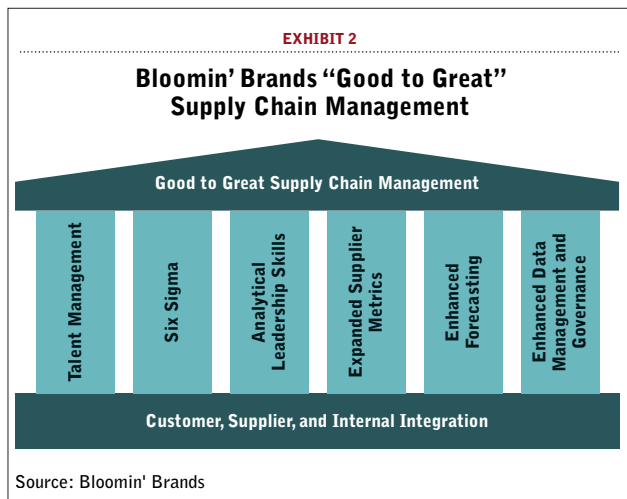 EXHIBIT 2
Bloomin’ Brands “Good to Great”
Supply Chain Management
Good to Great Supply Chain Management
Talent Management
Six Sigma
Analytical
Leadership Skills
Expanded Supplier
Metrics
Enhanced
Forecasting
Enhanced Data
Management and
Governance
Customer, Supplier, and Internal Integration
Source: Bloomin' Brands